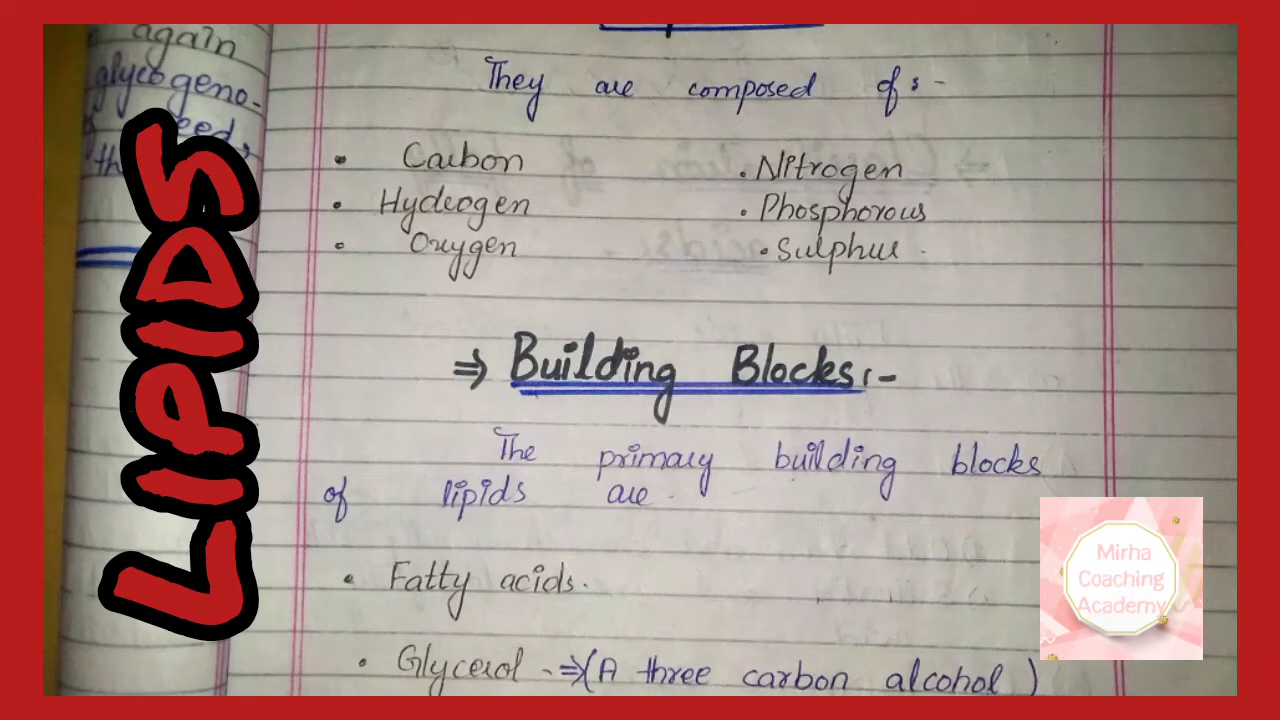 again
glycogeno-
LIPIDS
They are composed of:-
• Carbon
• Hydrogen
• Oxygen
• Nitrogen
• Phosphorous
• Sulphur.
⇒ Building Blocks:-
The primary building blocks
of lipids are.
• Fatty acids.
• Glycerol -⇒(A three carbon alcohol)
Mirha
Coaching
Academy